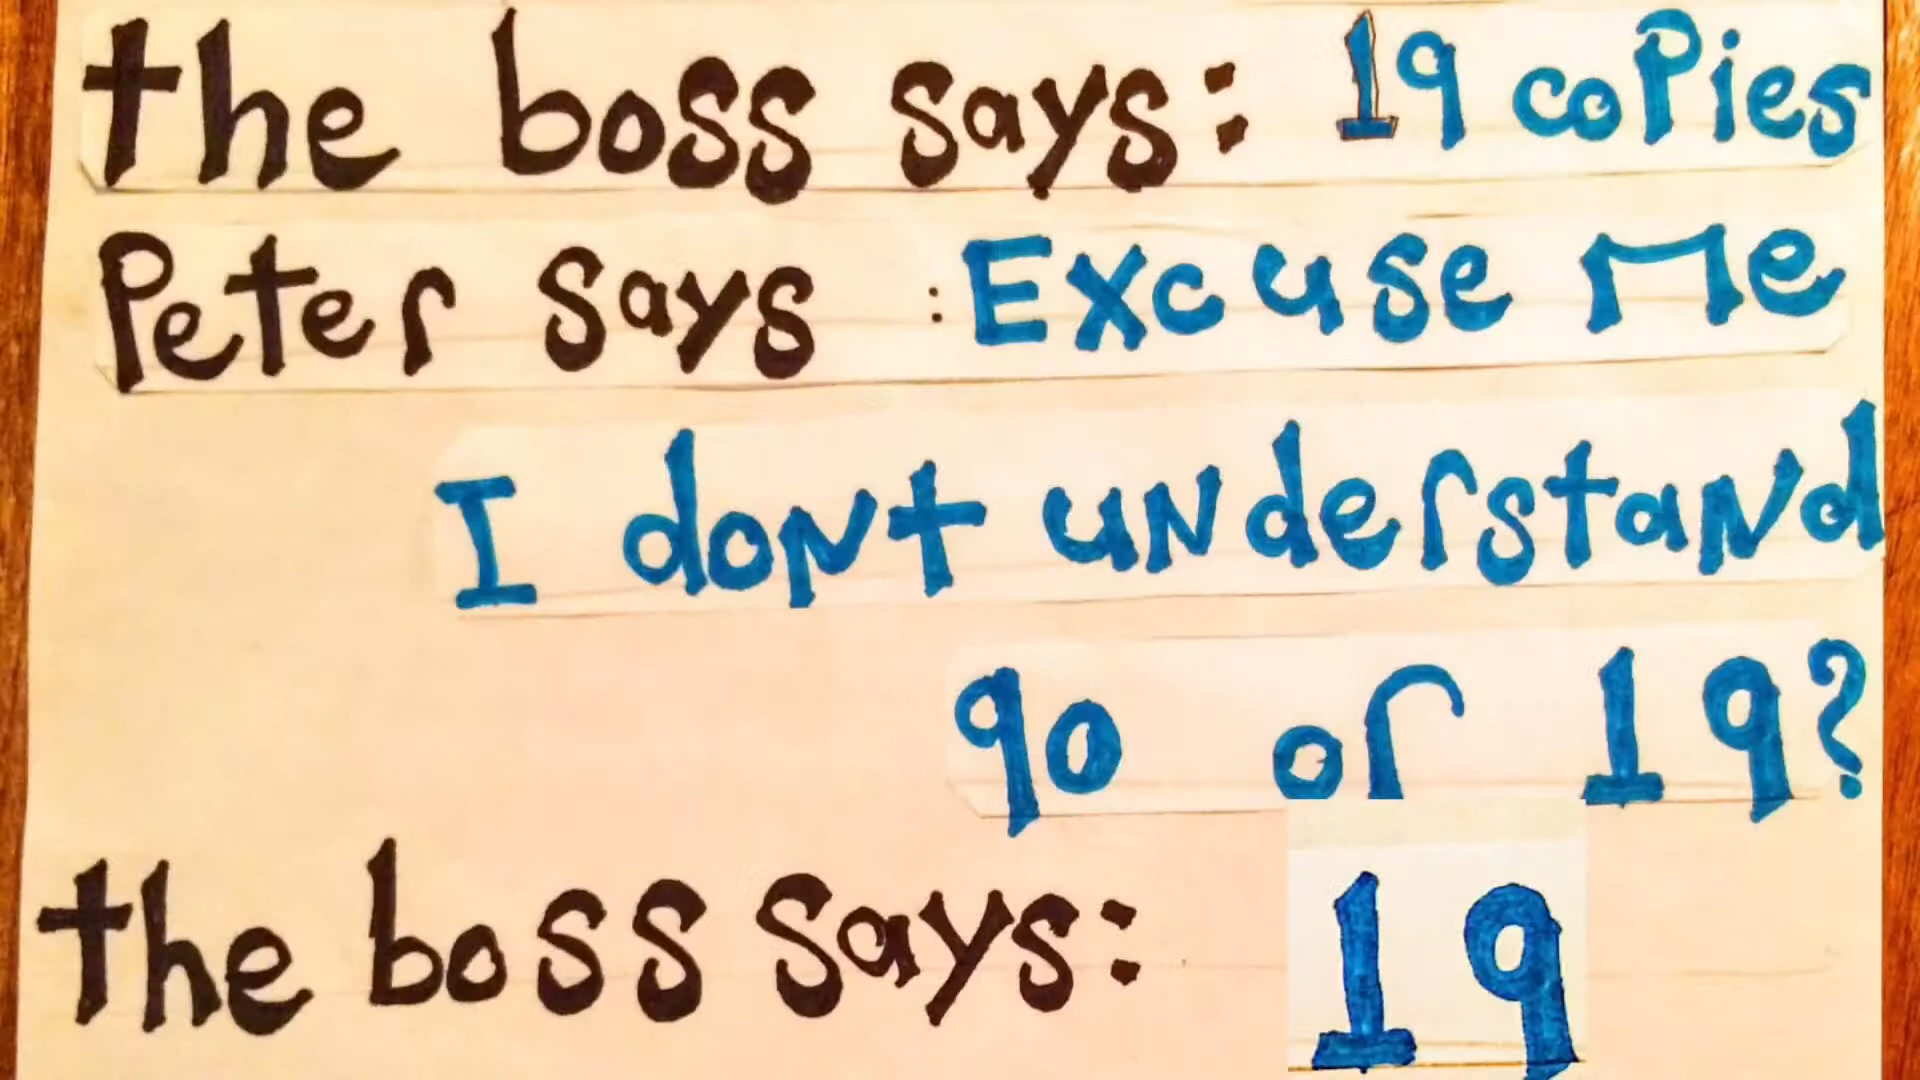 the boss says: 19 copies
Peter says : Excuse Me
I dont understand
90 or 19?
the boss says: 19